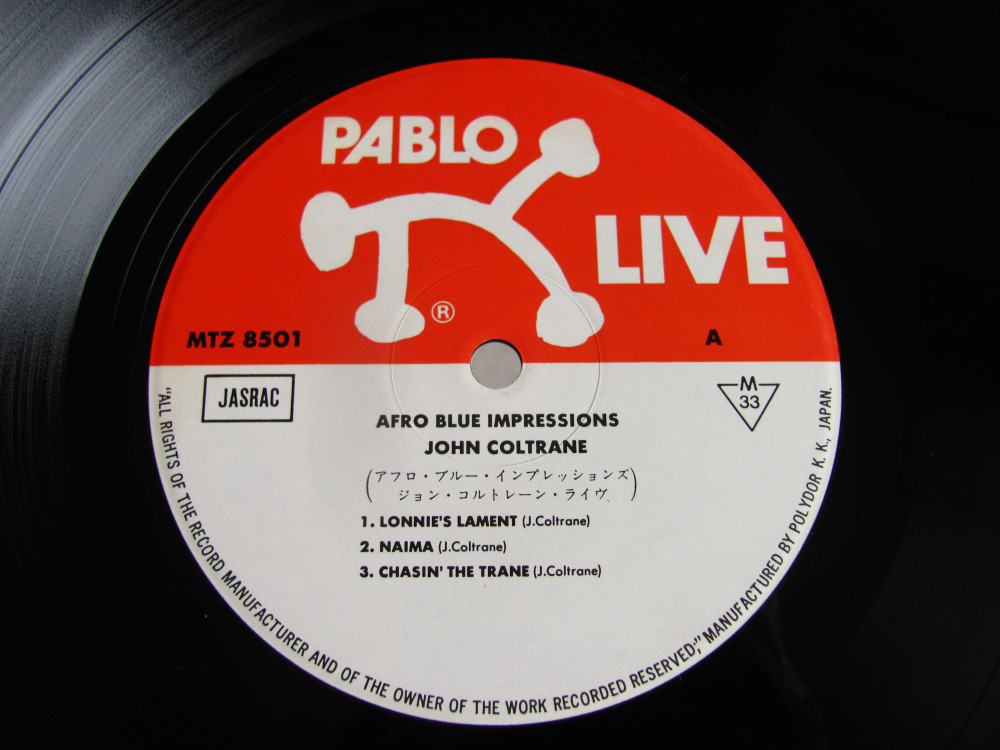 PABLO
LIVE
®
MTZ 8501
A
JASRAC
M
33
AFRO BLUE IMPRESSIONS
JOHN COLTRANE
(アフロ・ブルー・インプレッションズ
ジョン・コルトレーン・ライヴ)
1. LONNIE'S LAMENT (J.Coltrane)
2. NAIMA (J.Coltrane)
3. CHASIN' THE TRANE (J.Coltrane)
"ALL RIGHTS OF THE RECORD MANUFACTURER AND OF THE OWNER OF THE WORK RECORDED RESERVED;" MANUFACTURED BY POLYDOR K. K., JAPAN.